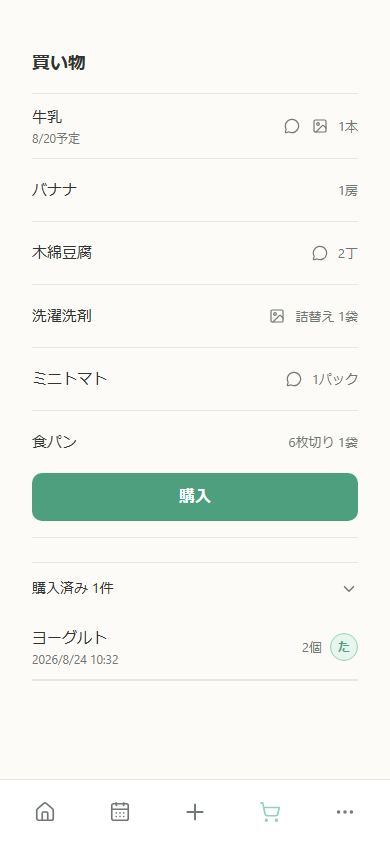 買い物
牛乳
8/20予定
1本
バナナ
1房
木綿豆腐
2丁
洗濯洗剤
詰替え 1袋
ミニトマト
1パック
食パン
6枚切り 1袋
購入
購入済み 1件
ヨーグルト
2026/8/24 10:32
2個
た